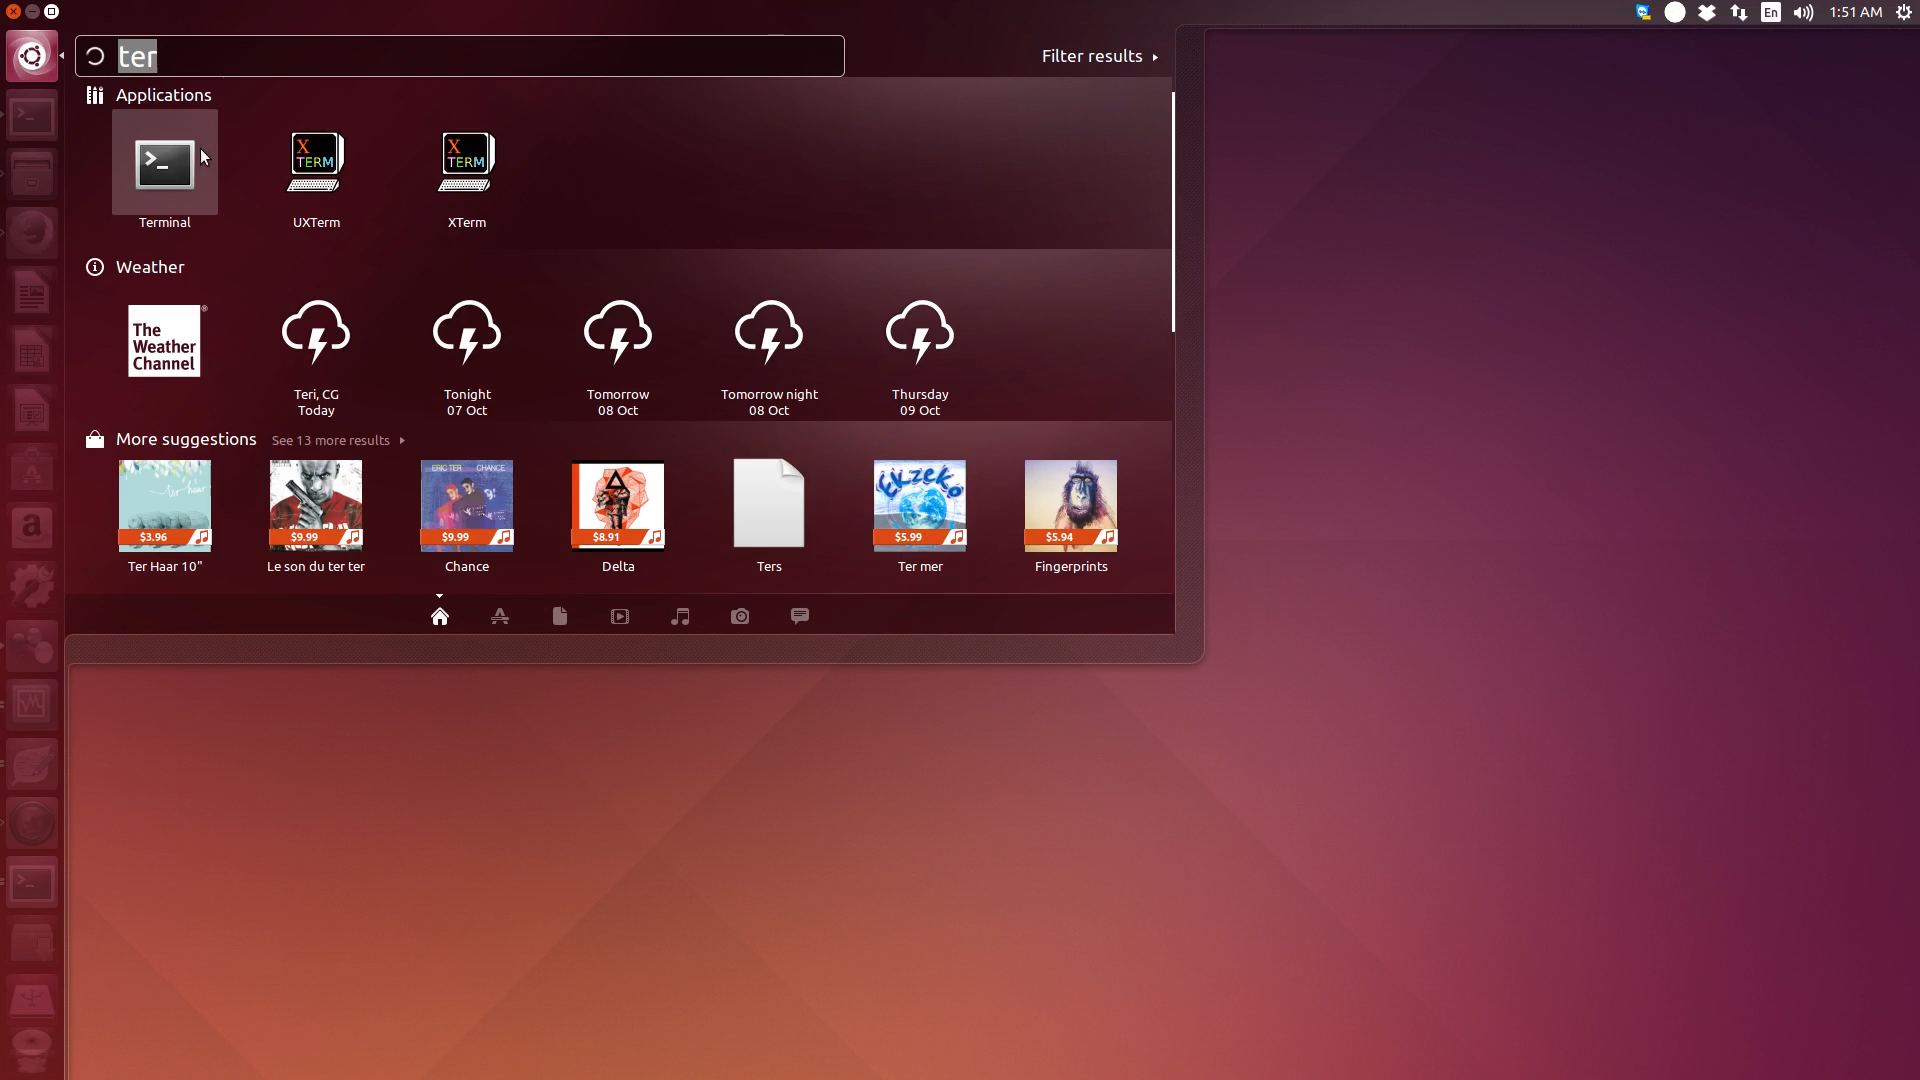 En
1:51 AM
ter
Filter results
Applications
>_
X
TERM
X
TERM
Terminal
UXTerm
XTerm
Weather
The
Weather
Channel
®
Teri, CG
Today
Tonight
07 Oct
Tomorrow
08 Oct
Tomorrow night
08 Oct
Thursday
09 Oct
More suggestions
See 13 more results
ter haar
ERIC TER CHANCE
EKZEKO
$3.96
$9.99
$9.99
$8.91
$5.99
$5.94
Ter Haar 10"
Le son du ter ter
Chance
Delta
Ters
Ter mer
Fingerprints